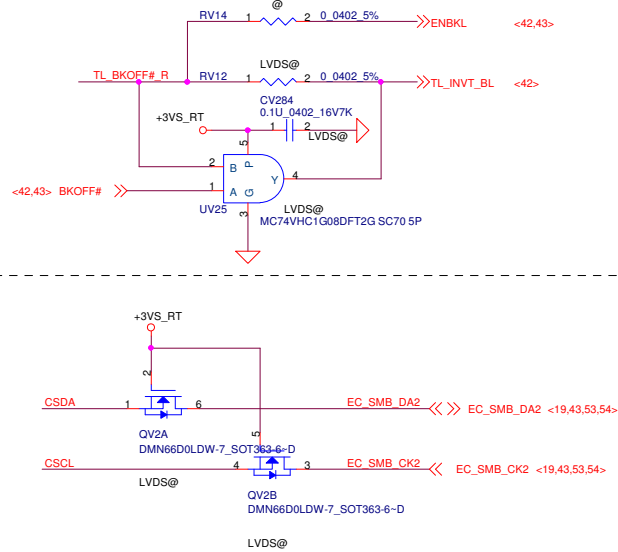 @
RV14 1 2 0_0402_5% ENBKL <42,43>
LVDS@
TL_BKOFF#_R RV12 1 2 0_0402_5% TL_INVT_BL <42>
CV284
0.1U_0402_16V7K
+3VS_RT 1 2
LVDS@
5
2 B P
Y 4
<42,43> BKOFF# 1 A G
UV25 3 LVDS@
MC74VHC1G08DFT2G SC70 5P
+3VS_RT
2
CSDA 1 6 EC_SMB_DA2 EC_SMB_DA2 <19,43,53,54>
QV2A 5
DMN66D0LDW-7_SOT363-6~D
CSCL 4 3 EC_SMB_CK2 EC_SMB_CK2 <19,43,53,54>
LVDS@
QV2B
DMN66D0LDW-7_SOT363-6~D
LVDS@